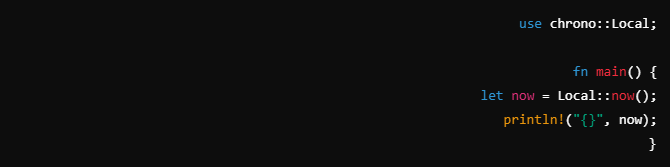 use chrono::Local;
fn main() {
let now = Local::now();
println!("{}", now);
}